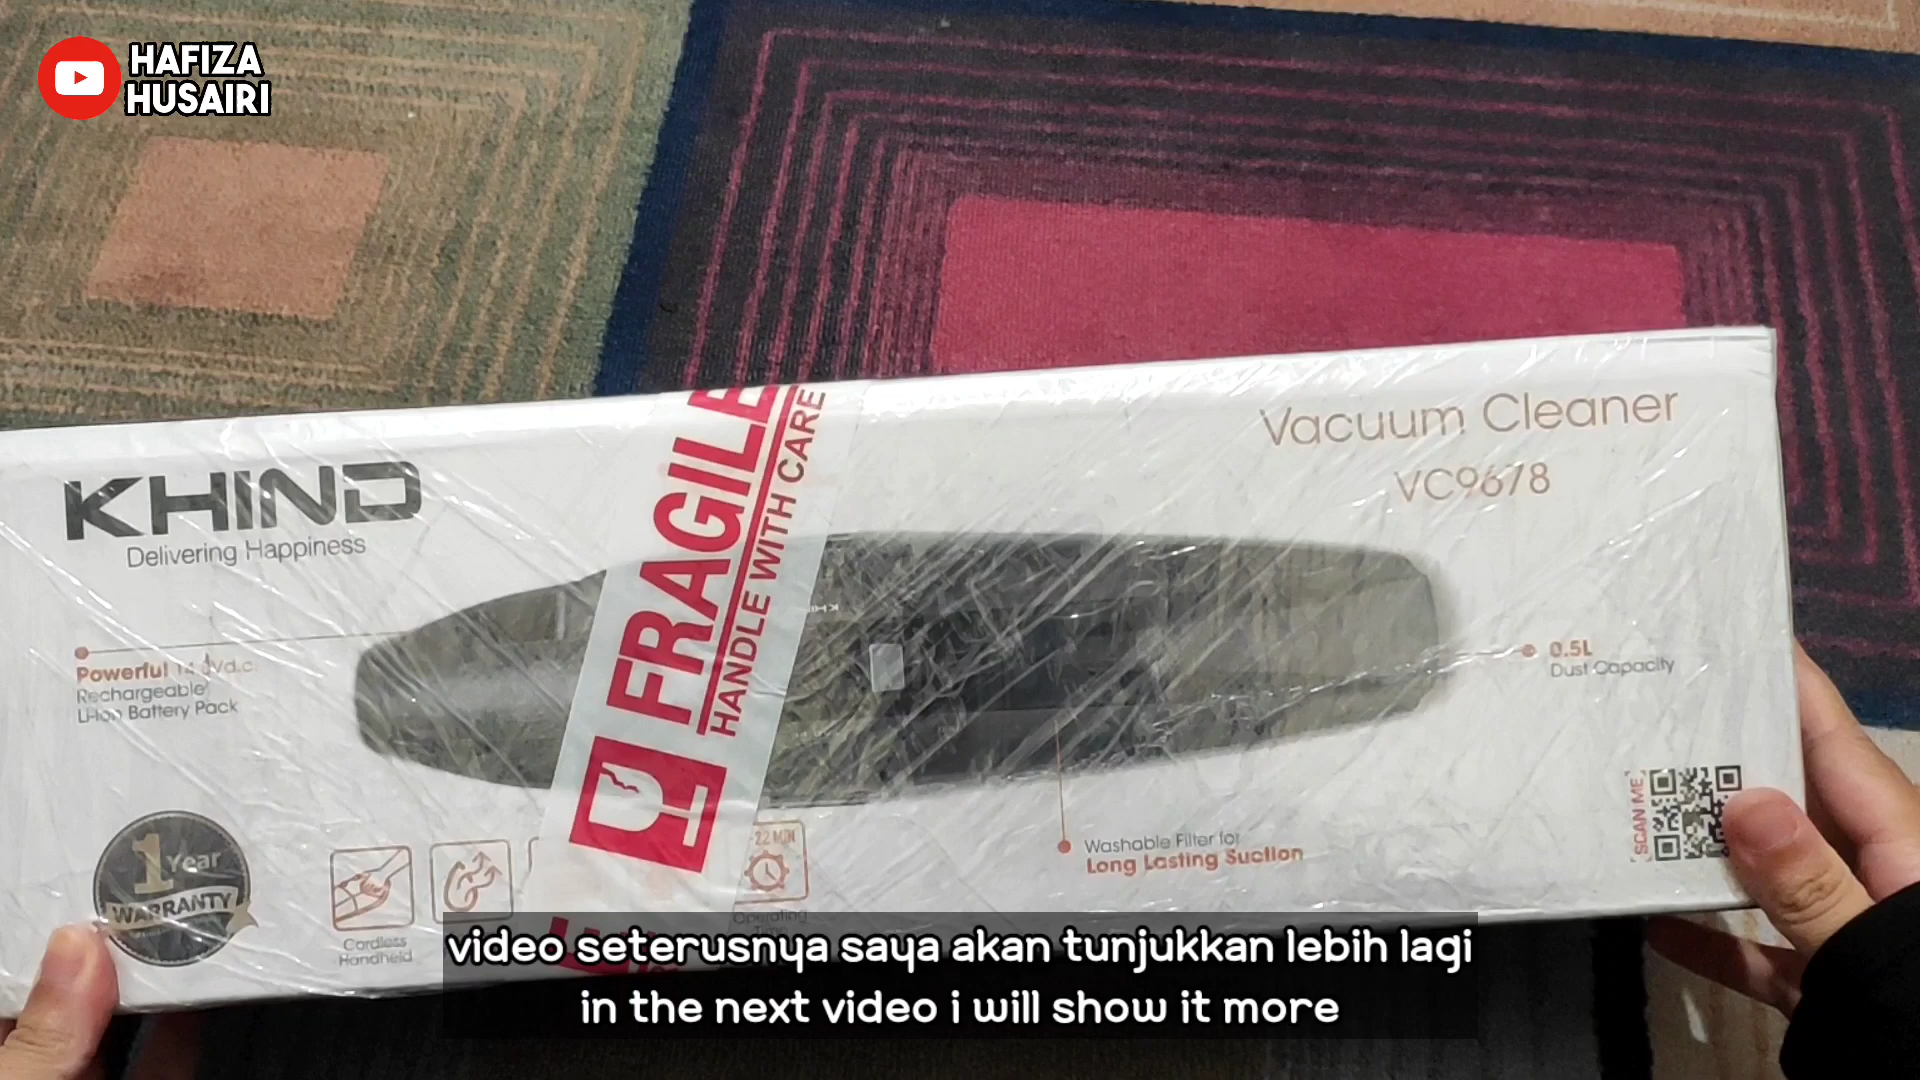 HAFIZA
HUSAIRI
KHIND
Delivering Happiness
Vacuum Cleaner
VC9678
FRAGILE
HANDLE WITH CARE
Powerful
Rechargeable
Li-Ion Battery Pack
0.5L
Dust Capacity
1 Year
WARRANTY
Cordless
Handheld
22 MIN
Operating
Time
Washable Filter for
Long Lasting Suction
SCAN ME
video seterusnya saya akan tunjukkan lebih lagi
in the next video i will show it more